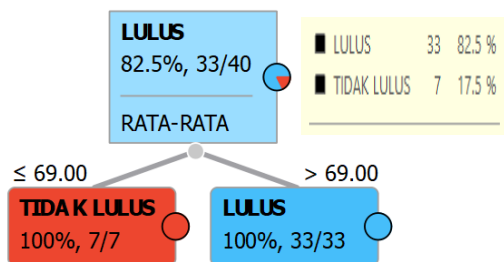 LULUS
82.5%, 33/40
RATA-RATA
LULUS 33 82.5 %
TIDAK LULUS 7 17.5 %
≤ 69.00
> 69.00
TIDAK LULUS
100%, 7/7
LULUS
100%, 33/33